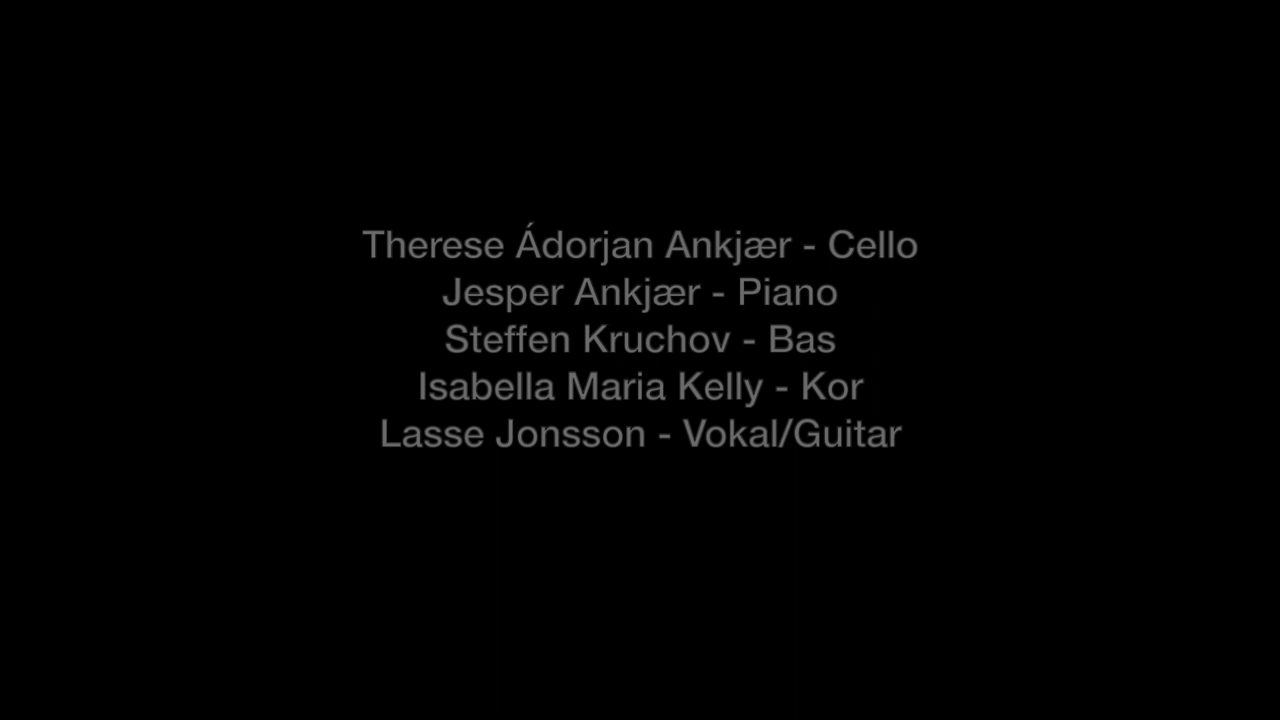 Therese Ádorjan Ankjær - Cello
Jesper Ankjær - Piano
Steffen Kruchov - Bas
Isabella Maria Kelly - Kor
Lasse Jonsson - Vokal/Guitar